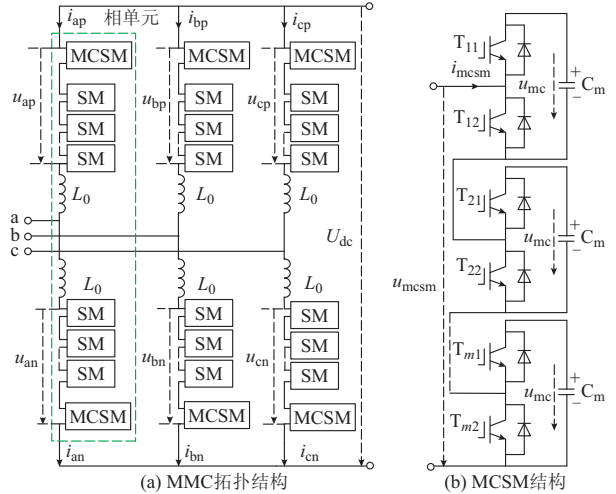 i_ap 相单元 i_bp i_cp
MCSM MCSM MCSM
SM SM SM
u_ap u_bp u_cp
SM SM SM
SM SM SM
L_0 L_0 L_0
a
b
c
U_dc
L_0 L_0 L_0
SM SM SM
u_an SM u_bn SM u_cn SM
SM SM SM
MCSM MCSM MCSM
i_an i_bn i_cn
(a) MMC拓扑结构
T_11
i_mcsm u_mc + − C_m
T_12
T_21
u_mc + − C_m
T_22
u_mcsm
T_m1
u_mc + − C_m
T_m2
(b) MCSM结构